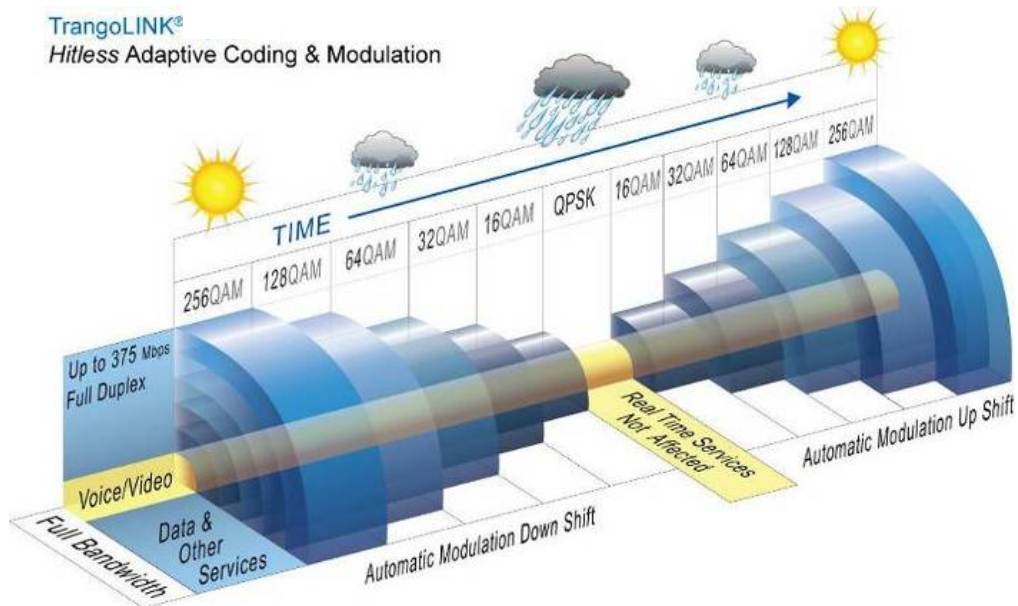 TrangoLINK®
Hitless Adaptive Coding & Modulation
TIME
256QAM
128QAM
64QAM
32QAM
16QAM
QPSK
16QAM
32QAM
64QAM
128QAM
256QAM
Up to 375 Mbps
Full Duplex
Voice/Video
Full Bandwidth
Data &
Other
Services
Automatic Modulation Down Shift
Real Time Services
Not Affected
Automatic Modulation Up Shift